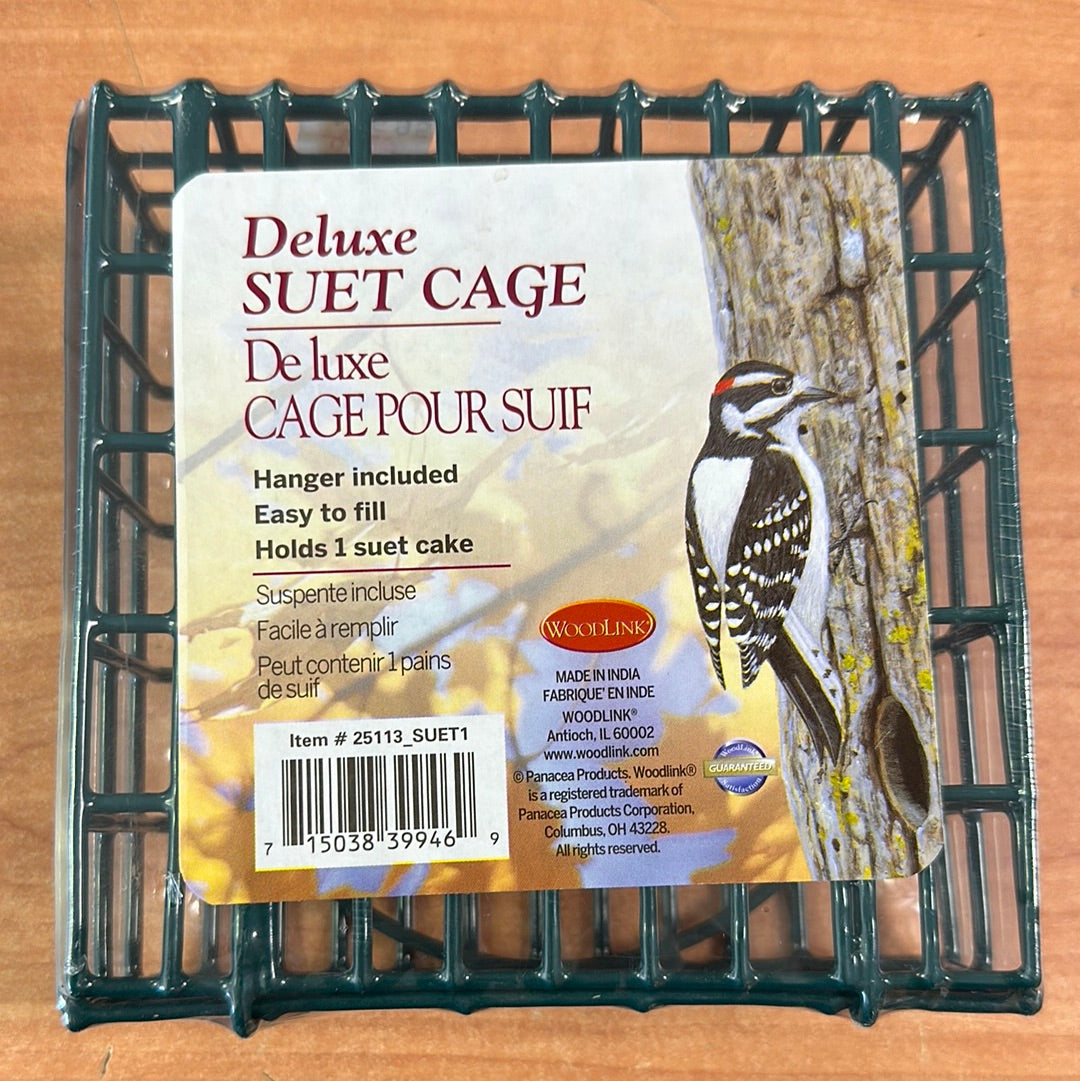 Deluxe
SUET CAGE
De luxe
CAGE POUR SUIF
Hanger included
Easy to fill
Holds 1 suet cake
Suspente incluse
Facile à remplir
Peut contenir 1 pains
de suif
Item # 25113_SUET1
7 15038 39946 9
WOODLINK®
MADE IN INDIA
FABRIQUE' EN INDE
WOODLINK®
Antioch, IL 60002
www.woodlink.com
© Panacea Products. Woodlink®
is a registered trademark of
Panacea Products Corporation,
Columbus, OH 43228.
All rights reserved.
WoodLink
GUARANTEED
Satisfaction